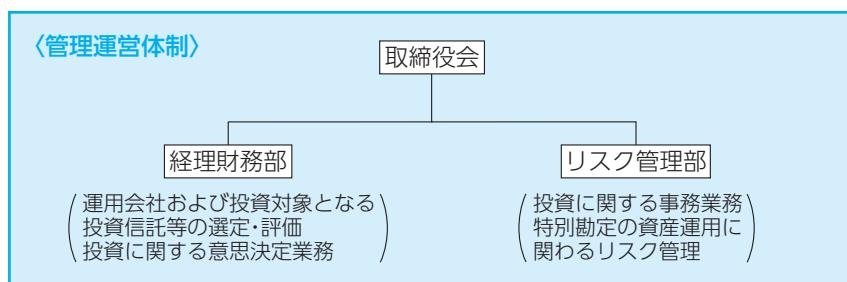 〈管理運営体制〉
取締役会
経理財務部
運用会社および投資対象となる
投資信託等の選定・評価
投資に関する意思決定業務
リスク管理部
投資に関する事務業務
特別勘定の資産運用に
関わるリスク管理